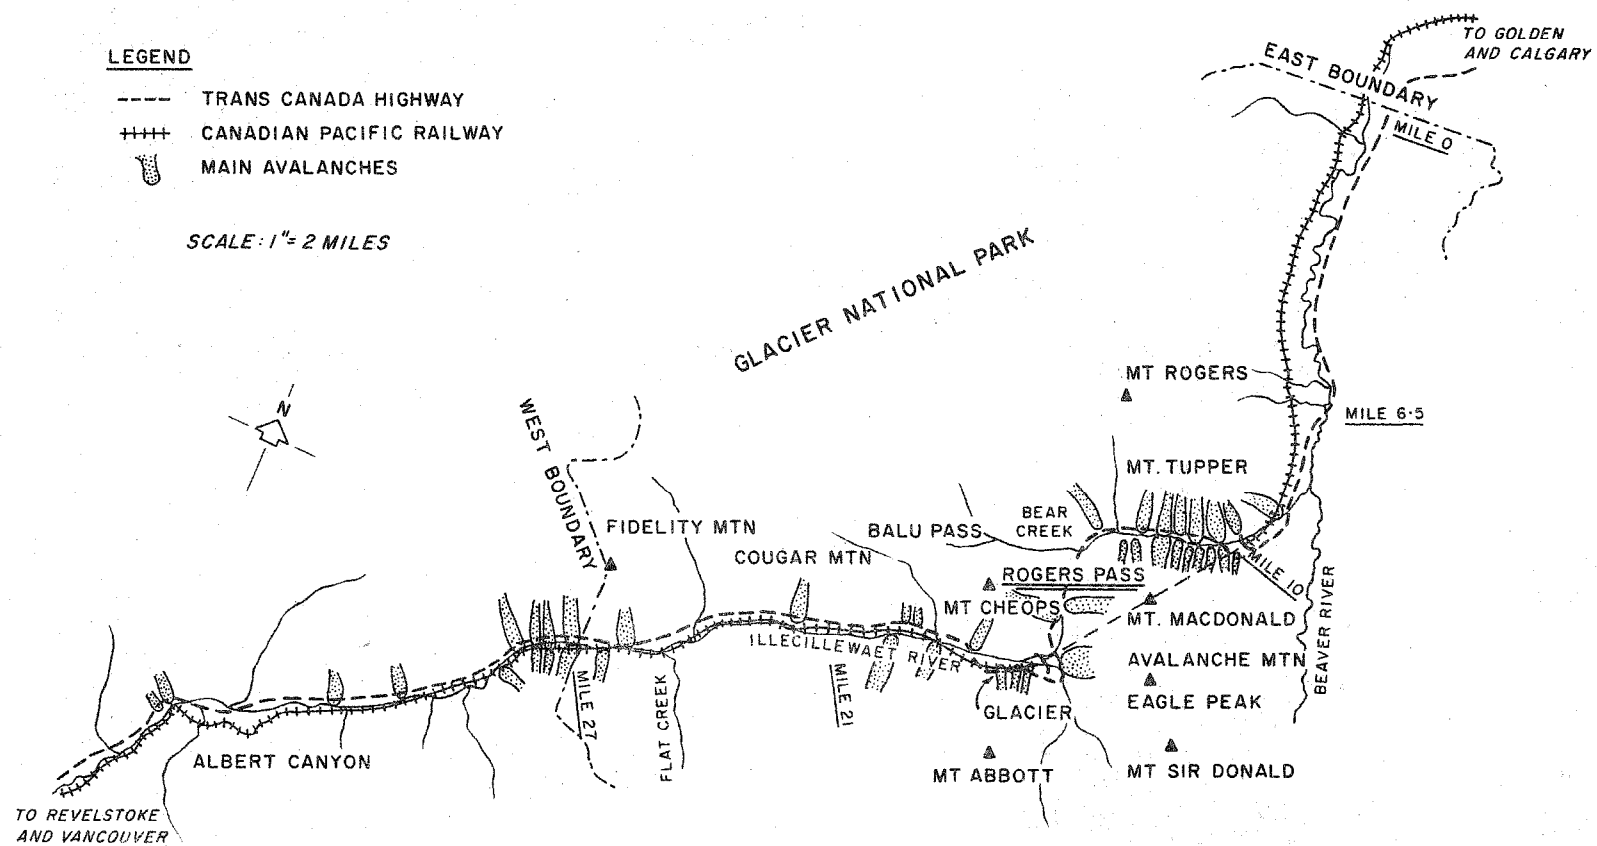 LEGEND
TRANS CANADA HIGHWAY
CANADIAN PACIFIC RAILWAY
MAIN AVALANCHES
SCALE: 1"= 2 MILES
TO GOLDEN
AND CALGARY
EAST BOUNDARY
MILE 0
GLACIER NATIONAL PARK
N
MT ROGERS
MILE 6·5
WEST BOUNDARY
MT. TUPPER
FIDELITY MTN
COUGAR MTN
BALU PASS
BEAR
CREEK
ROGERS PASS
MILE 10
MT CHEOPS
MT. MACDONALD
BEAVER RIVER
ILLECILLEWAET RIVER
AVALANCHE MTN
EAGLE PEAK
MILE 27
FLAT CREEK
MILE 21
GLACIER
ALBERT CANYON
MT ABBOTT
MT SIR DONALD
TO REVELSTOKE
AND VANCOUVER